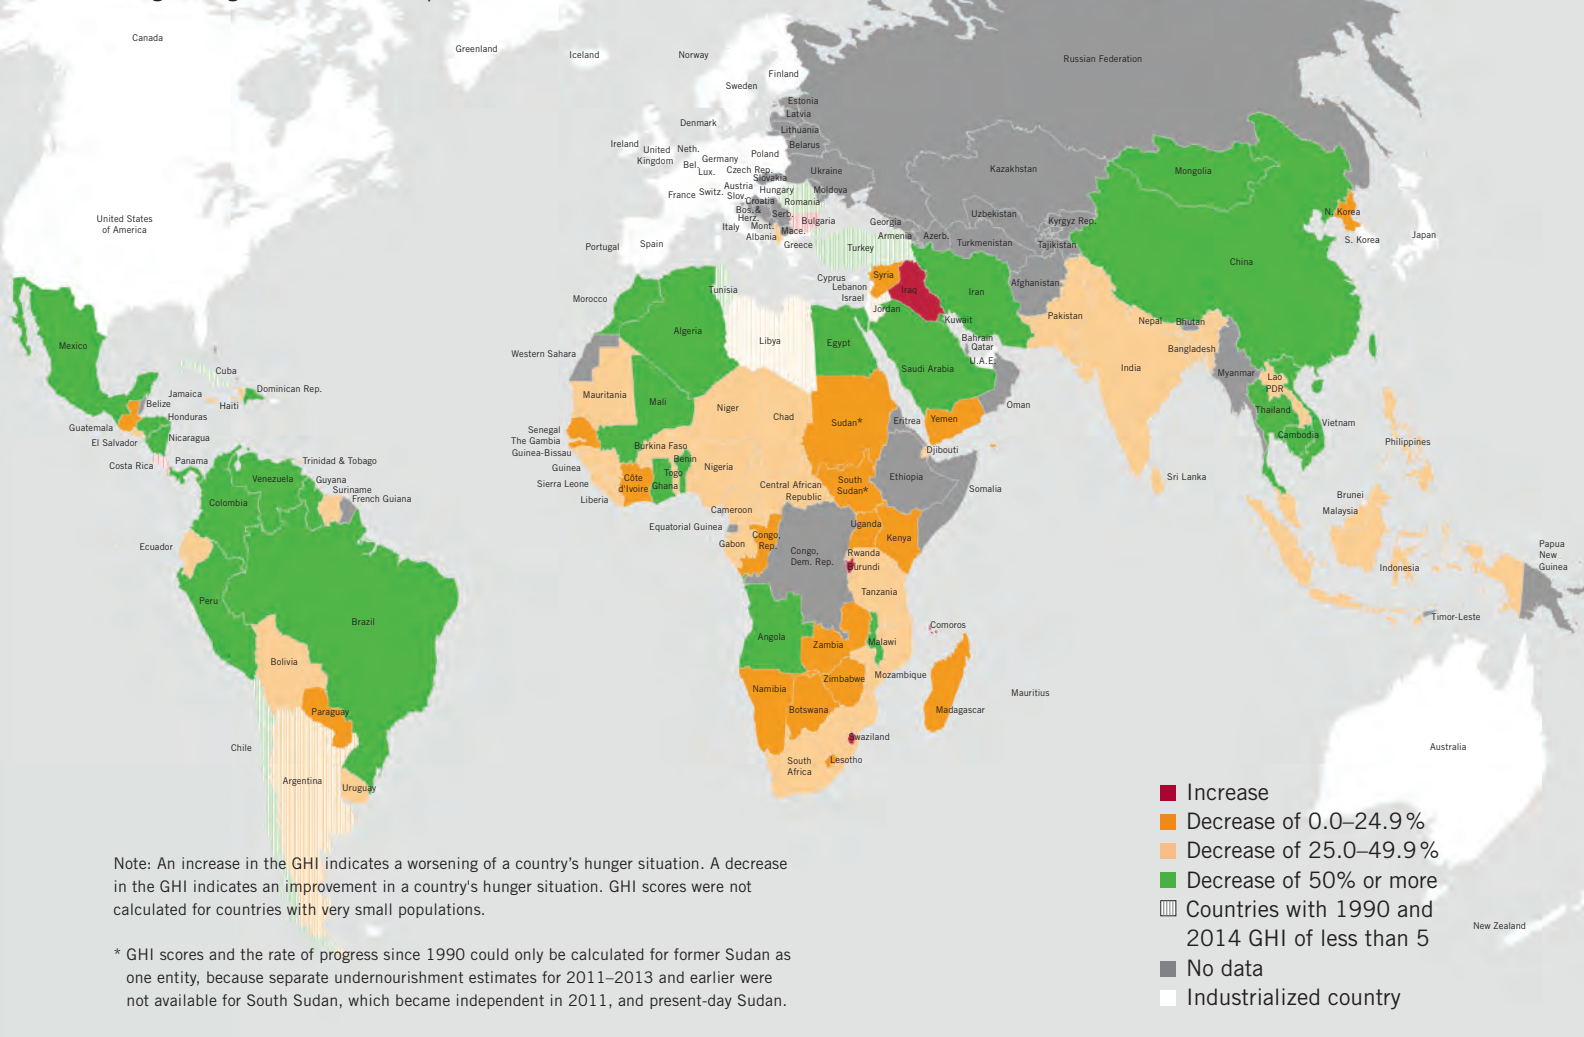 Canada
Greenland
Iceland
Norway
Finland
Sweden
Russian Federation
Estonia
Latvia
Lithuania
Belarus
Denmark
Ireland
United
Kingdom
Neth.
Bel.
Lux.
Germany
Poland
Czech Rep.
Slovakia
Ukraine
Kazakhstan
Mongolia
France
Switz.
Austria
Slov.
Hungary
Moldova
Croatia
Romania
Bos.&
Herz.
Serb.
Bulgaria
Italy
Mont.
Mace.
Albania
Greece
Georgia
Armenia
Azerb.
Uzbekistan
Kyrgyz Rep.
Turkmenistan
Tajikistan
N. Korea
S. Korea
Japan
United States
of America
Portugal
Spain
Turkey
China
Cyprus
Lebanon
Israel
Syria
Iraq
Iran
Afghanistan
Jordan
Kuwait
Pakistan
Nepal
Bhutan
Morocco
Tunisia
Algeria
Libya
Egypt
Bahrain
Qatar
U.A.E.
Saudi Arabia
Bangladesh
India
Myanmar
Lao
PDR
Mexico
Western Sahara
Cuba
Jamaica
Dominican Rep.
Belize
Haiti
Honduras
Guatemala
El Salvador
Nicaragua
Costa Rica
Panama
Trinidad & Tobago
Mauritania
Mali
Niger
Chad
Sudan*
Eritrea
Yemen
Oman
Thailand
Vietnam
Cambodia
Philippines
Senegal
The Gambia
Guinea-Bissau
Guinea
Sierra Leone
Liberia
Burkina Faso
Benin
Togo
Côte
d'Ivoire
Ghana
Nigeria
Central African
Republic
South
Sudan*
Djibouti
Ethiopia
Somalia
Sri Lanka
Brunei
Malaysia
Venezuela
Guyana
Suriname
French Guiana
Colombia
Cameroon
Equatorial Guinea
Gabon
Congo,
Rep.
Congo,
Dem. Rep.
Uganda
Kenya
Rwanda
Burundi
Tanzania
Indonesia
Papua
New
Guinea
Timor-Leste
Ecuador
Peru
Brazil
Angola
Zambia
Malawi
Comoros
Bolivia
Mozambique
Zimbabwe
Namibia
Botswana
Madagascar
Mauritius
Paraguay
Swaziland
Lesotho
South
Africa
Chile
Argentina
Uruguay
Australia
New Zealand
Increase
Decrease of 0.0–24.9%
Decrease of 25.0–49.9%
Decrease of 50% or more
Countries with 1990 and
2014 GHI of less than 5
No data
Industrialized country
Note: An increase in the GHI indicates a worsening of a country's hunger situation. A decrease
in the GHI indicates an improvement in a country's hunger situation. GHI scores were not
calculated for countries with very small populations.
* GHI scores and the rate of progress since 1990 could only be calculated for former Sudan as
one entity, because separate undernourishment estimates for 2011–2013 and earlier were
not available for South Sudan, which became independent in 2011, and present-day Sudan.